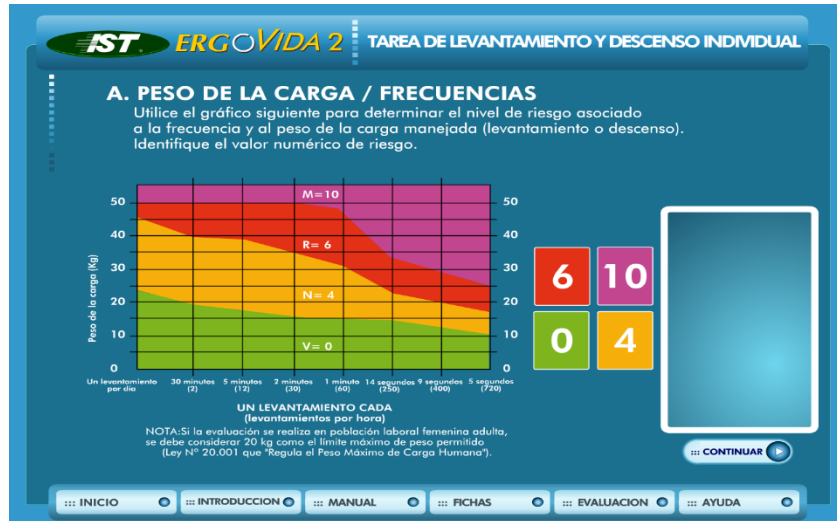 IST. ERGOVIDA 2 TAREA DE LEVANTAMIENTO Y DESCENSO INDIVIDUAL
A. PESO DE LA CARGA / FRECUENCIAS
Utilice el gráfico siguiente para determinar el nivel de riesgo asociado
a la frecuencia y al peso de la carga manejada (levantamiento o descenso).
Identifique el valor numérico de riesgo.
Peso de la carga (Kg)
50
40
30
20
10
0
M=10
R= 6
N= 4
V= 0
50
40
30
20
10
0
Un levantamiento por día
30 minutos (2)
5 minutos (12)
2 minutos (30)
1 minuto (60)
14 segundos (250)
9 segundos (400)
5 segundos (720)
UN LEVANTAMIENTO CADA
(levantamientos por hora)
NOTA:Si la evaluación se realiza en población laboral femenina adulta,
se debe considerar 20 kg como el límite máximo de peso permitido
(Ley Nº 20.001 que "Regula el Peso Máximo de Carga Humana").
6 10
0 4
::: CONTINUAR
::: INICIO ::: INTRODUCCION ::: MANUAL ::: FICHAS ::: EVALUACION ::: AYUDA